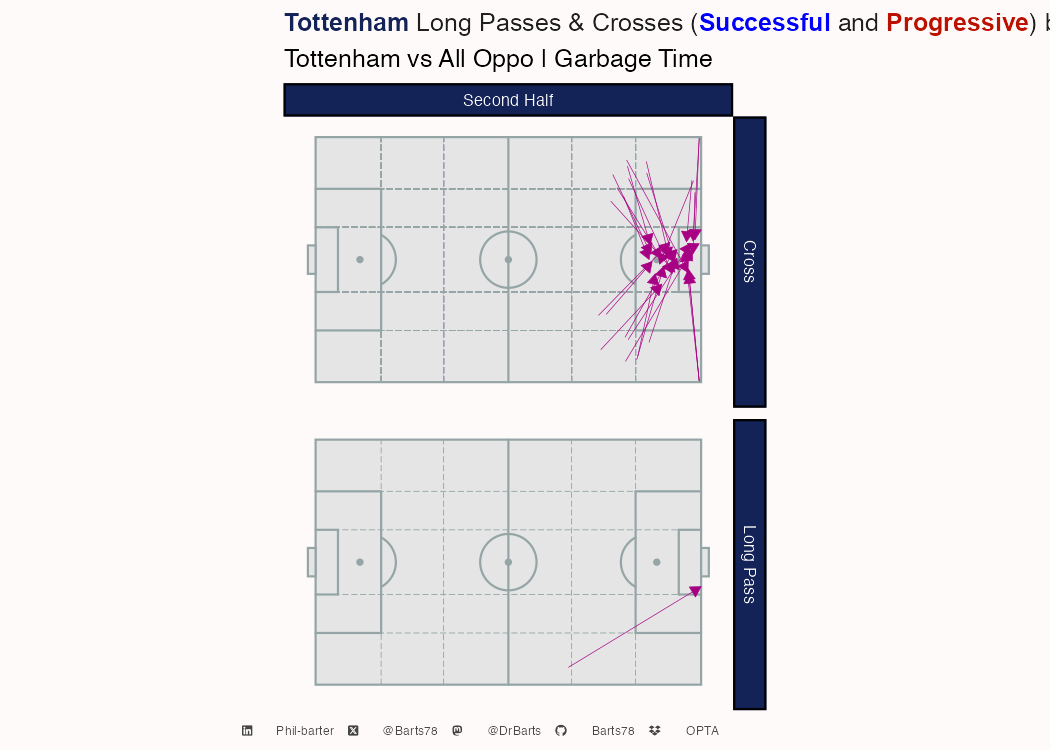 Tottenham Long Passes & Crosses (Successful and Progressive)
Tottenham vs All Oppo | Garbage Time
Second Half
Cross
Long Pass
Phil-barter @Barts78 @DrBarts Barts78 OPTA